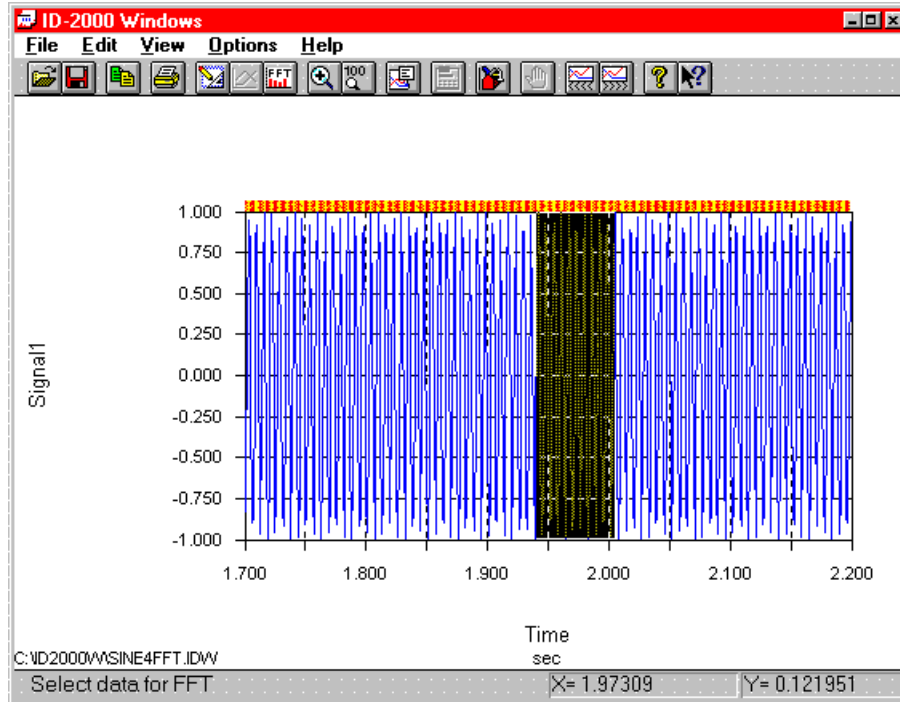 ID-2000 Windows
File Edit View Options Help
FFT 100
1.000
0.750
0.500
0.250
0.000
-0.250
-0.500
-0.750
-1.000
Signal1
1.700 1.800 1.900 2.000 2.100 2.200
Time
sec
C:\ID2000W\SINE4FFT.IDW
Select data for FFT X= 1.97309 Y= 0.121951